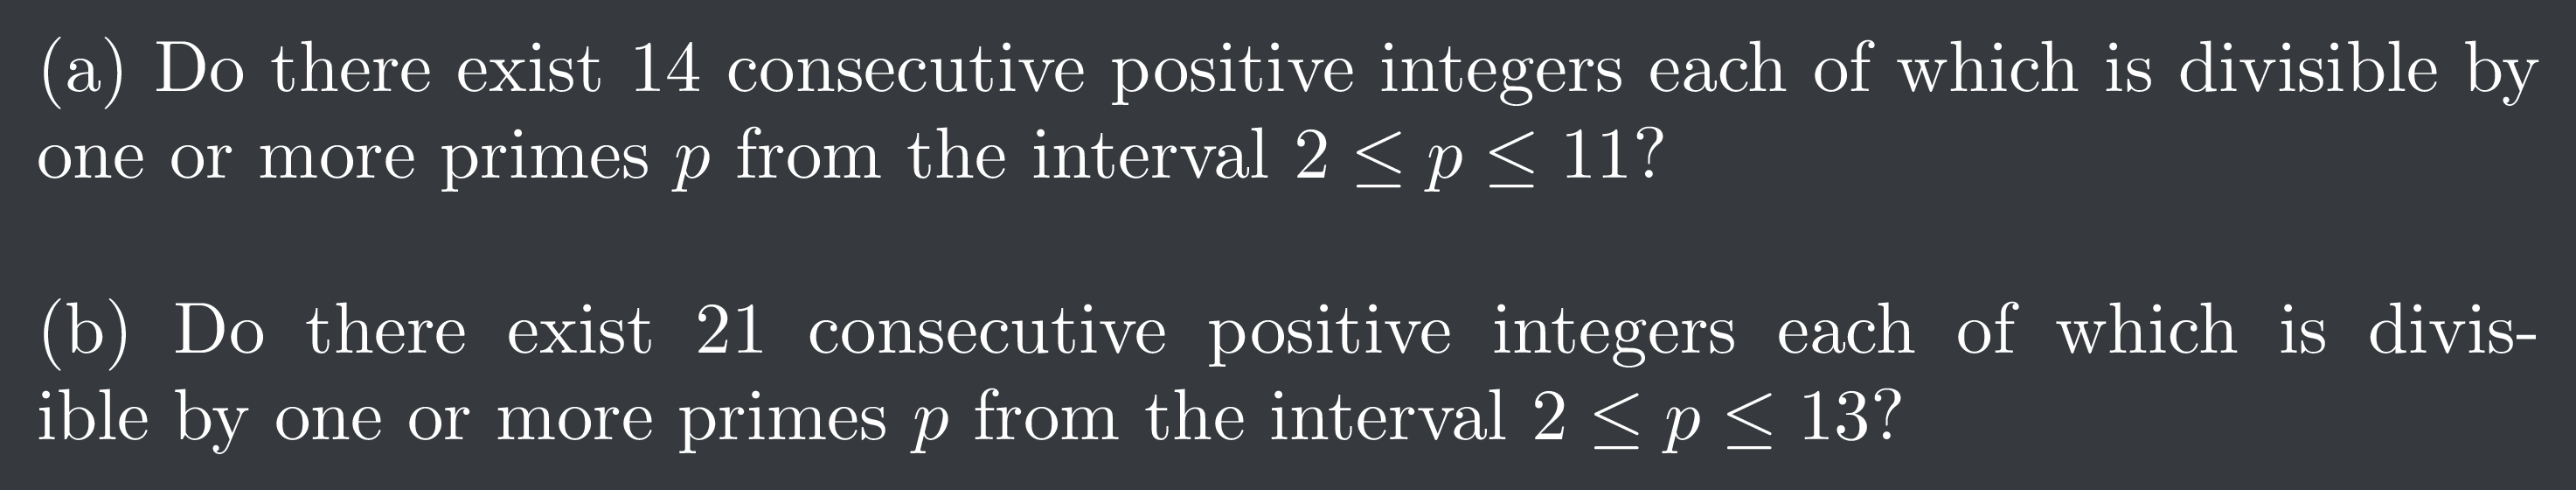 (a) Do there exist 14 consecutive positive integers each of which is divisible by
one or more primes p from the interval 2 ≤ p ≤ 11?
(b) Do there exist 21 consecutive positive integers each of which is divis-
ible by one or more primes p from the interval 2 ≤ p ≤ 13?